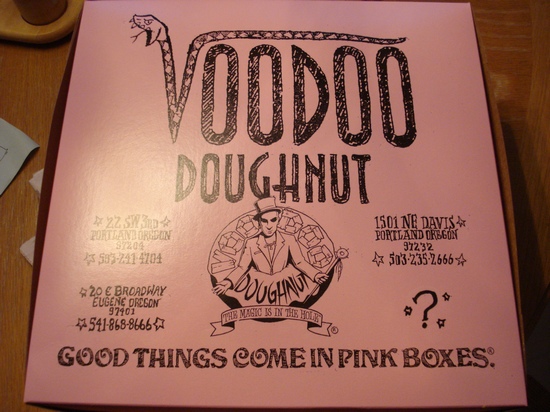 VOODOO
DOUGHNUT
22 SW 3RD
PORTLAND OREGON
97204
503-241-4704
20 E BROADWAY
EUGENE OREGON
97401
541-868-8666
1501 NE DAVIS
PORTLAND OREGON
97232
503-235-2666
?
DOUGHNUT
THE MAGIC IS IN THE HOLE
®
GOOD THINGS COME IN PINK BOXES.®